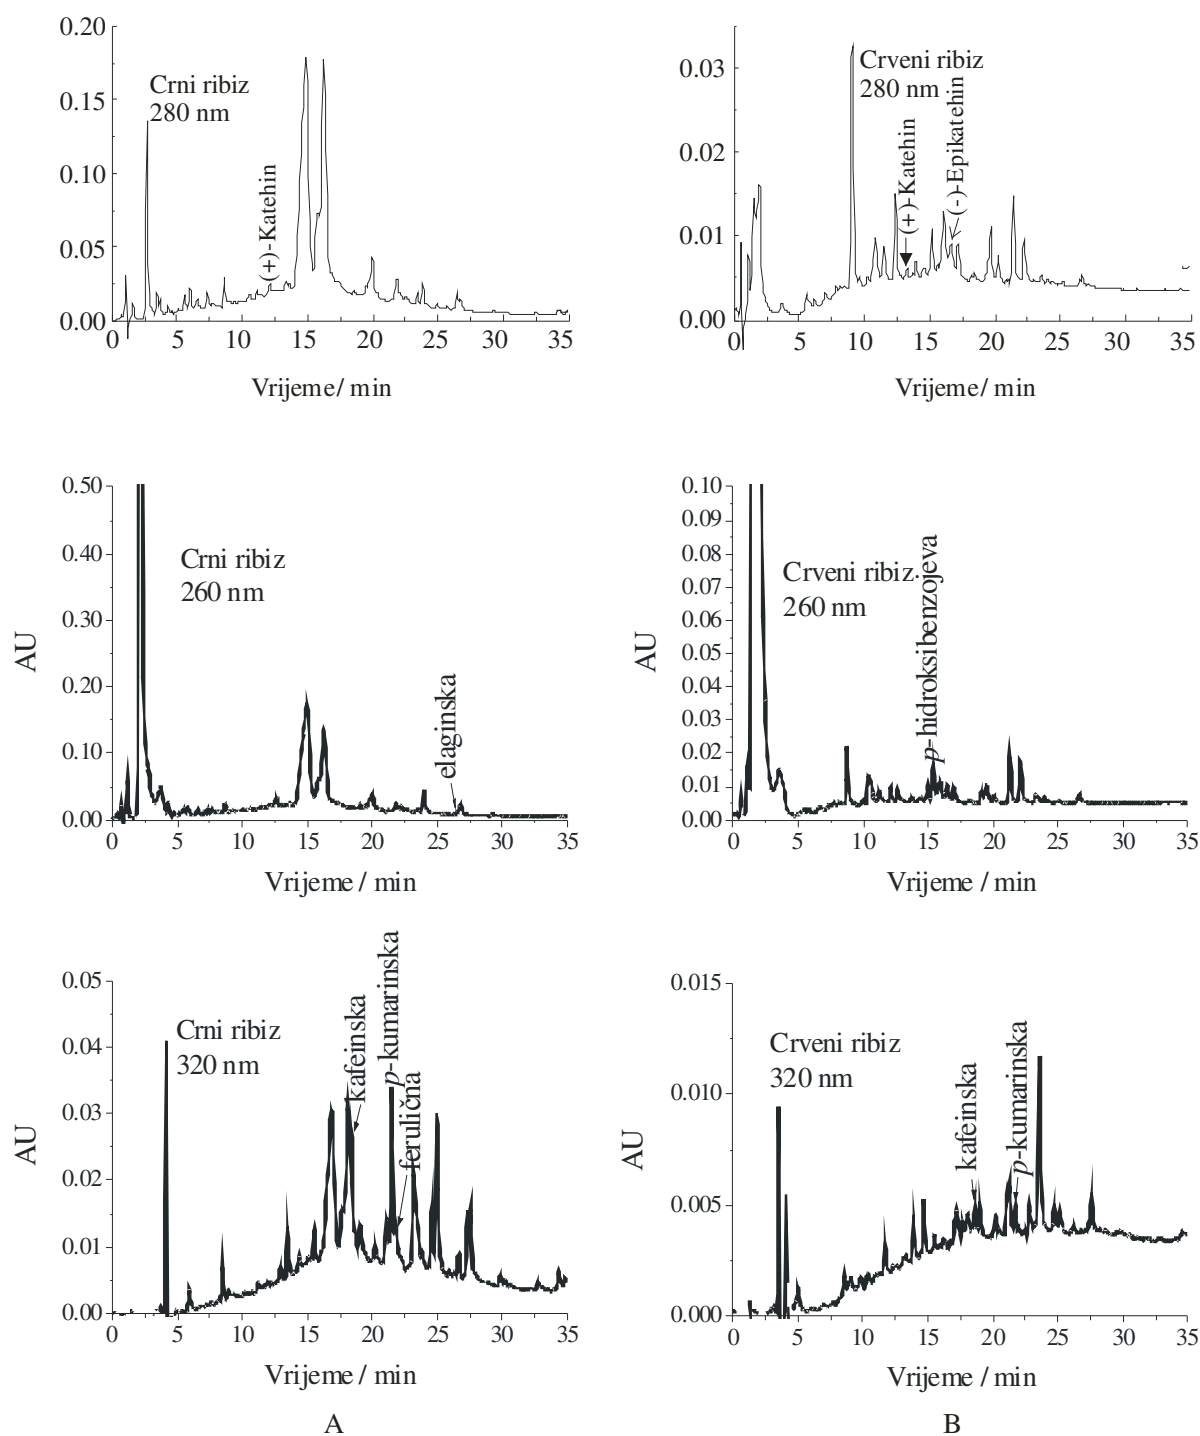 0.20
0.15
0.10
0.05
0.00
Crni ribiz
280 nm
(+)-Katehin
0 5 10 15 20 25 30 35
Vrijeme/ min
0.03
0.02
0.01
0.00
Crveni ribiz
280 nm
(+)-Katehin
(-)-Epikatehin
0 5 10 15 20 25 30 35
Vrijeme/ min
0.50
0.40
0.30
0.20
0.10
0.00
AU
Crni ribiz
260 nm
elaginska
0 5 10 15 20 25 30 35
Vrijeme / min
0.10
0.09
0.08
0.07
0.06
0.05
0.04
0.03
0.02
0.01
0.00
AU
Crveni ribiz
260 nm
p-hidroksibenzojeva
0 5 10 15 20 25 30 35
Vrijeme / min
0.05
0.04
0.03
0.02
0.01
0.00
AU
Crni ribiz
320 nm
kafeinska
p-kumarinska
ferulična
0 5 10 15 20 25 30 35
Vrijeme / min
A
0.015
0.010
0.005
0.000
AU
Crveni ribiz
320 nm
kafeinska
p-kumarinska
0 5 10 15 20 25 30 35
Vrijeme / min
B